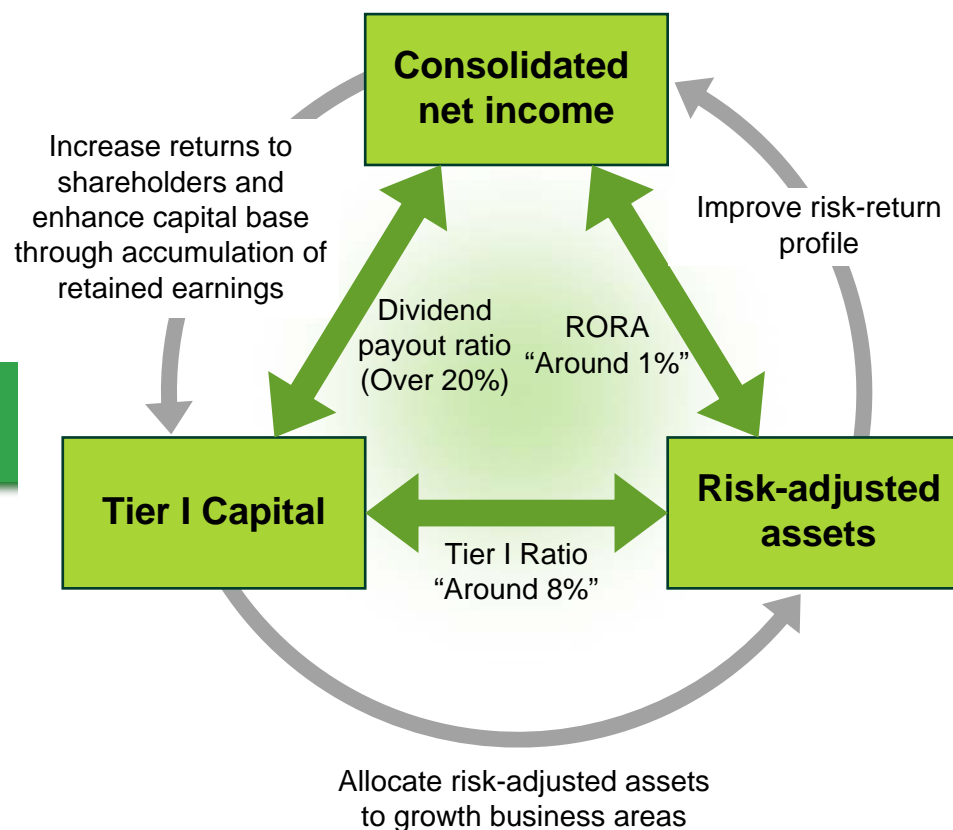 Consolidated
net income
Increase returns to
shareholders and
enhance capital base
through accumulation of
retained earnings
Improve risk-return
profile
Dividend
payout ratio
(Over 20%)
RORA
“Around 1%”
Tier I Capital
Risk-adjusted
assets
Tier I Ratio
“Around 8%”
Allocate risk-adjusted assets
to growth business areas